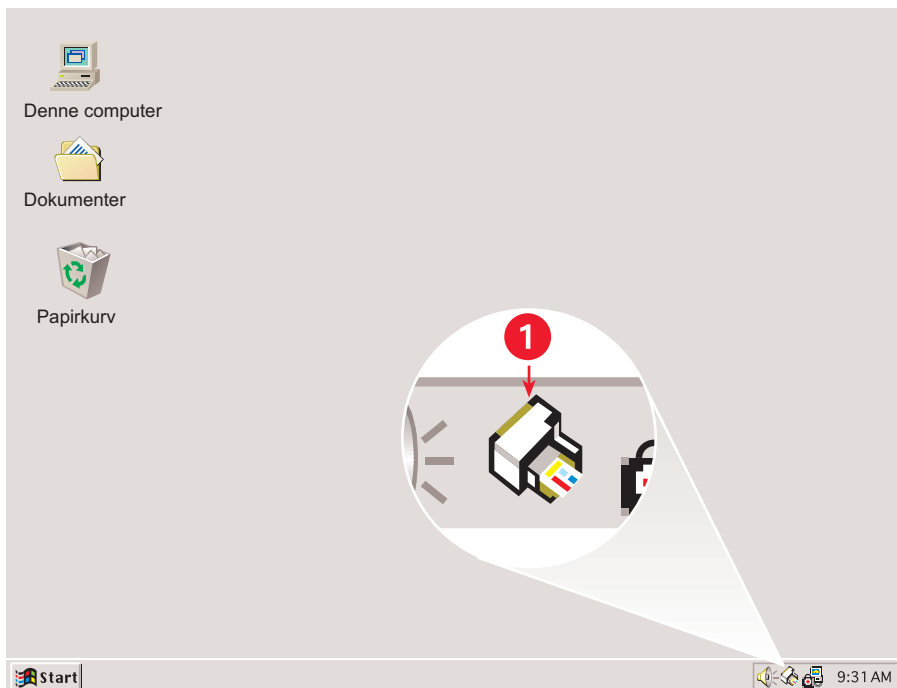 Denne computer
Dokumenter
Papirkurv
1
Start
9:31 AM